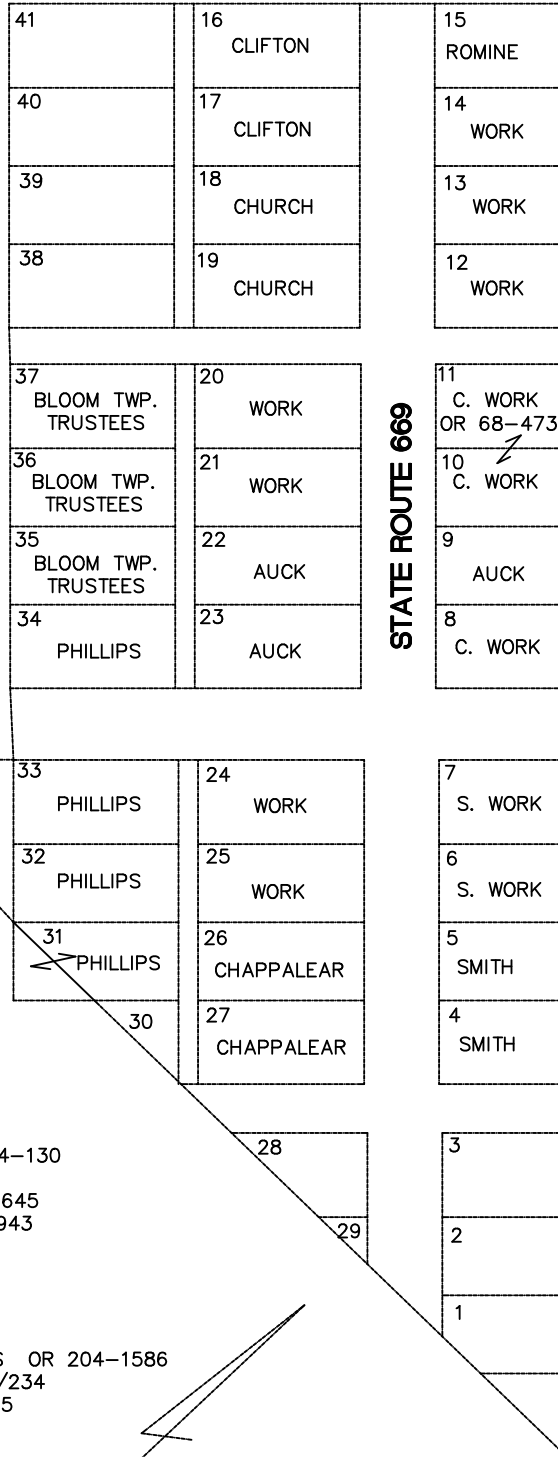 41
16
CLIFTON
15
ROMINE
40
17
CLIFTON
14
WORK
39
18
CHURCH
13
WORK
38
19
CHURCH
12
WORK
37
BLOOM TWP.
TRUSTEES
20
WORK
11
C. WORK
OR 68-473
36
BLOOM TWP.
TRUSTEES
21
WORK
10
C. WORK
35
BLOOM TWP.
TRUSTEES
22
AUCK
9
AUCK
34
PHILLIPS
23
AUCK
8
C. WORK
STATE ROUTE 669
33
PHILLIPS
24
WORK
7
S. WORK
32
PHILLIPS
25
WORK
6
S. WORK
31
PHILLIPS
26
CHAPPALEAR
5
SMITH
30
27
CHAPPALEAR
4
SMITH
28
3
29
2
1
4-130
645
943
S OR 204-1586
/234
5